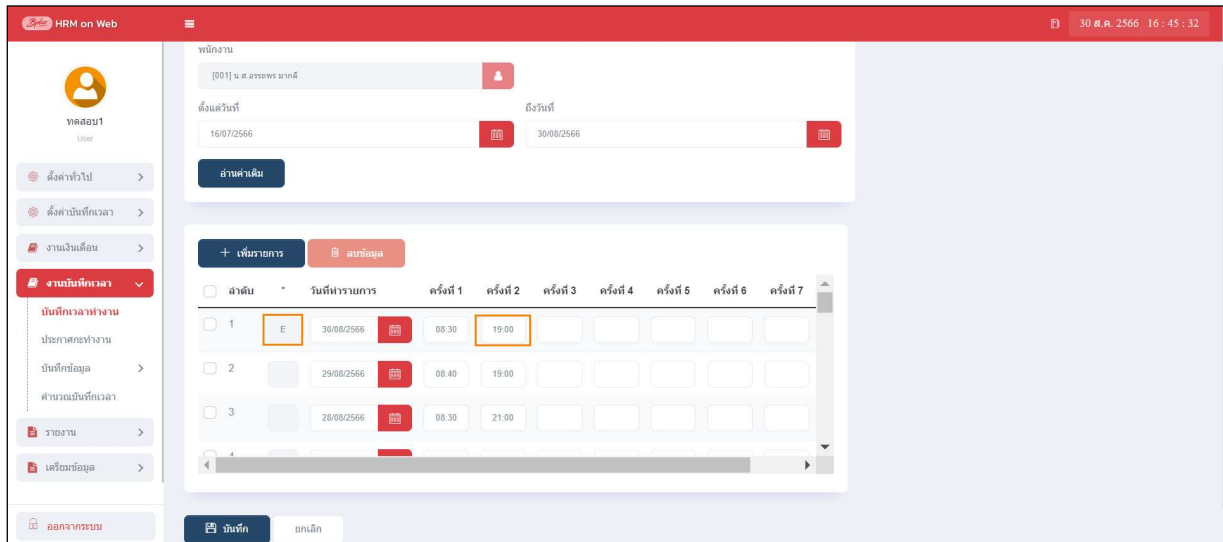 Bplus HRM on Web
30 ส.ค. 2566 16 : 45 : 32
พนักงาน
[001] น.ส.อรรถพร มากดี
ตั้งแต่วันที่
ถึงวันที่
16/07/2566
30/08/2566
อ่านค่าเดิม
ทดสอบ1
User
ตั้งค่าทั่วไป
ตั้งค่าบันทึกเวลา
งานเงินเดือน
งานบันทึกเวลา
บันทึกเวลาทำงาน
ประกาศกะทำงาน
บันทึกข้อมูล
คำนวณบันทึกเวลา
รายงาน
เตรียมข้อมูล
ออกจากระบบ
+ เพิ่มรายการ ลบข้อมูล
ลำดับ * วันที่ทำรายการ ครั้งที่ 1 ครั้งที่ 2 ครั้งที่ 3 ครั้งที่ 4 ครั้งที่ 5 ครั้งที่ 6 ครั้งที่ 7
1 E 30/08/2566 08:30 19:00
2 29/08/2566 08:40 19:00
3 28/08/2566 08:30 21:00
บันทึก ยกเลิก